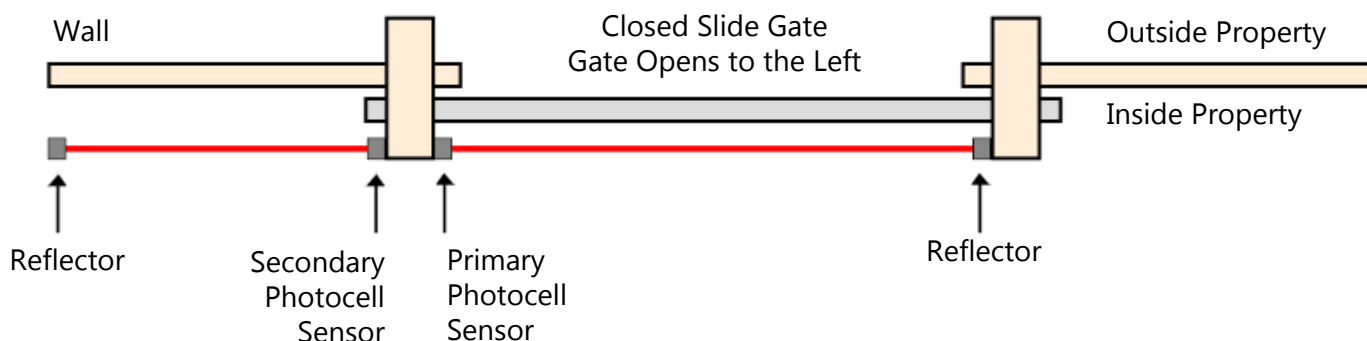 Wall
Closed Slide Gate
Gate Opens to the Left
Outside Property
Inside Property
Reflector
Secondary
Photocell
Sensor
Primary
Photocell
Sensor
Reflector